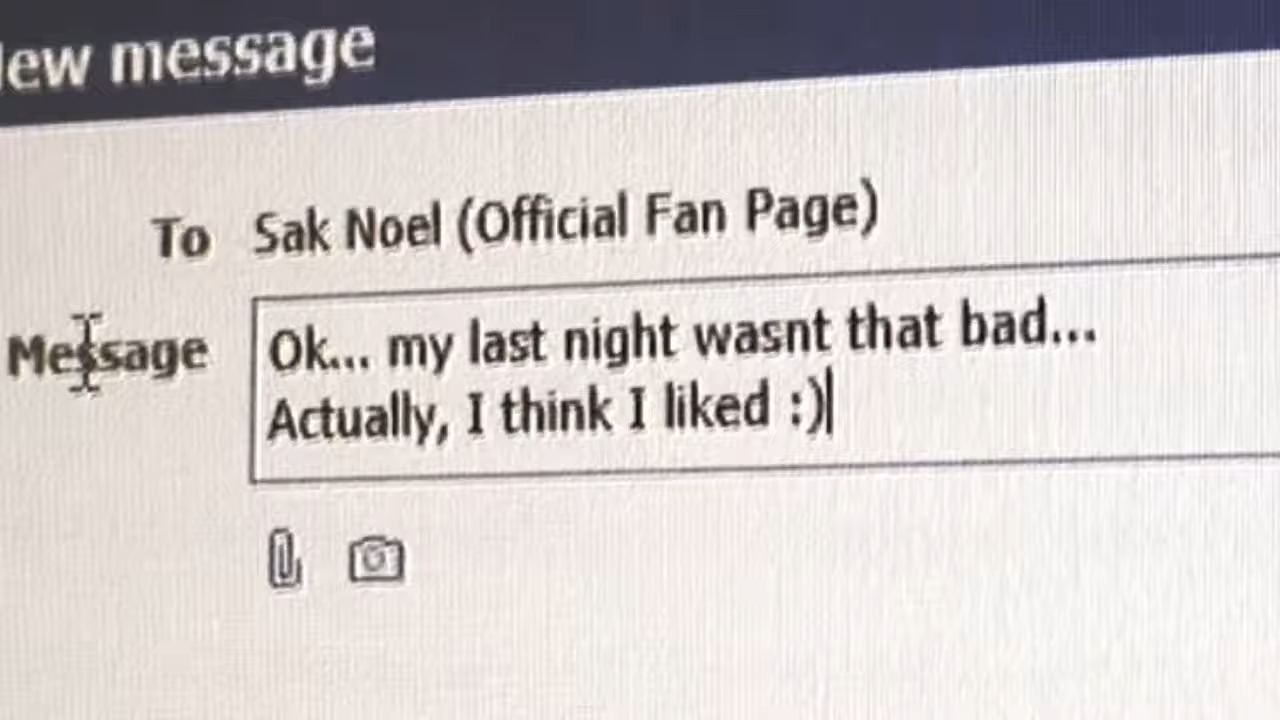 New message
To Sak Noel (Official Fan Page)
Message
Ok... my last night wasnt that bad...
Actually, I think I liked :)